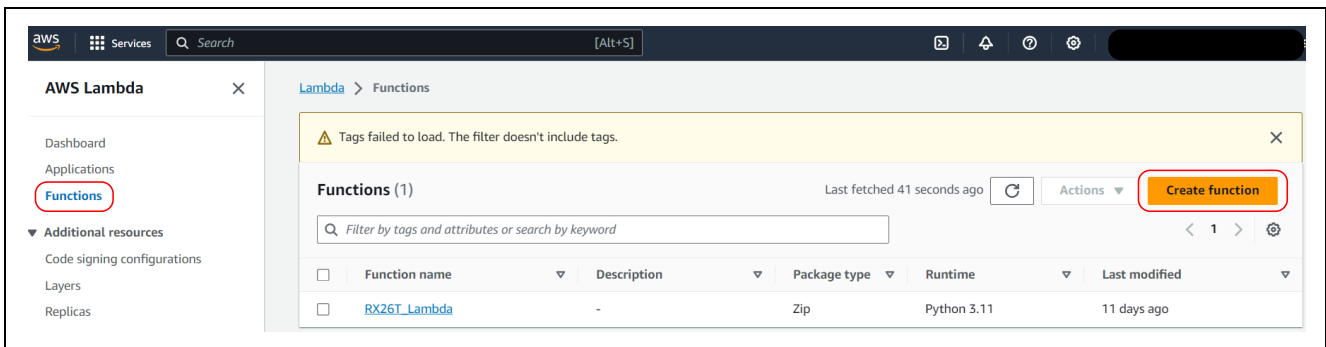 aws Services Search [Alt+S]
AWS Lambda
Dashboard
Applications
Functions
Additional resources
Code signing configurations
Layers
Replicas
Lambda > Functions
Tags failed to load. The filter doesn't include tags.
Functions (1) Last fetched 41 seconds ago Actions Create function
Filter by tags and attributes or search by keyword
< 1 >
Function name Description Package type Runtime Last modified
RX26T_Lambda - Zip Python 3.11 11 days ago